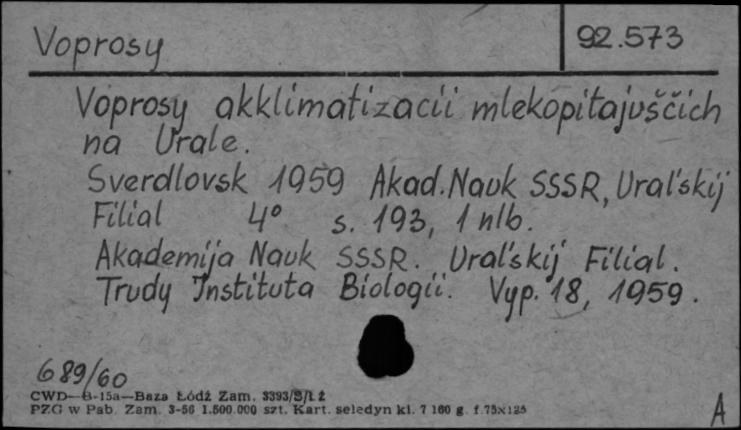 Voprosy 92.573
Voprosy akklimatizacii mlekopitajuščich
na Urale.
Sverdlovsk 1959 Akad. Nauk SSSR, Ural'skij
Filial 4° s. 193, 1 nlb.
Akademija Nauk SSSR. Ural'skij Filial.
Trudy Instituta Biologii. Vyp. 18, 1959.
689/60
CWD—B-15a—Baza Łódź Zam. 3393/S/Ł Ż
PZG w Pab. Zam. 3-56 1.500.000 szt. Kart. seledyn kl. 7 160 g. f.75x125
A